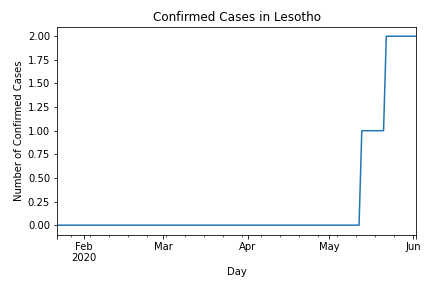 Confirmed Cases in Lesotho
Number of Confirmed Cases
2.00
1.75
1.50
1.25
1.00
0.75
0.50
0.25
0.00
Feb Mar Apr May Jun
2020
Day